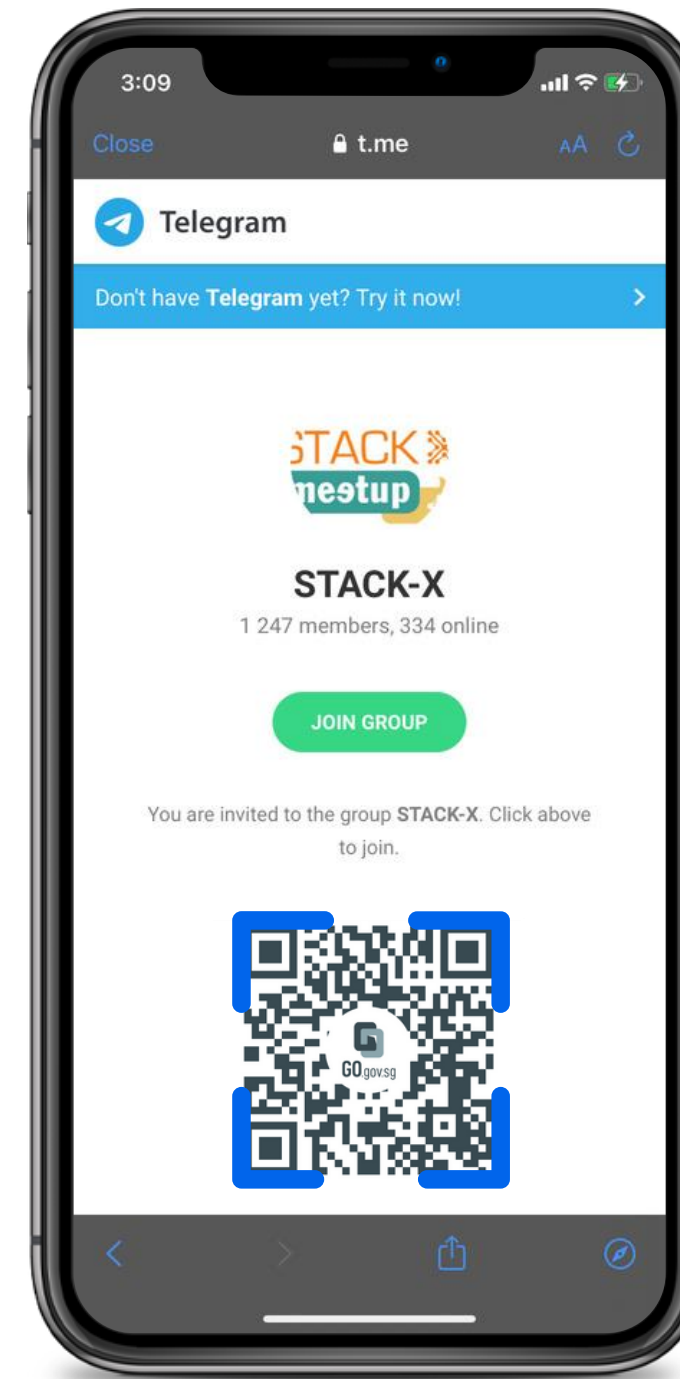 3:09
Close
t.me
AA
Telegram
Don't have Telegram yet? Try it now!
STACK
meetup
STACK-X
1 247 members, 334 online
JOIN GROUP
You are invited to the group STACK-X. Click above
to join.
GO.gov.sg